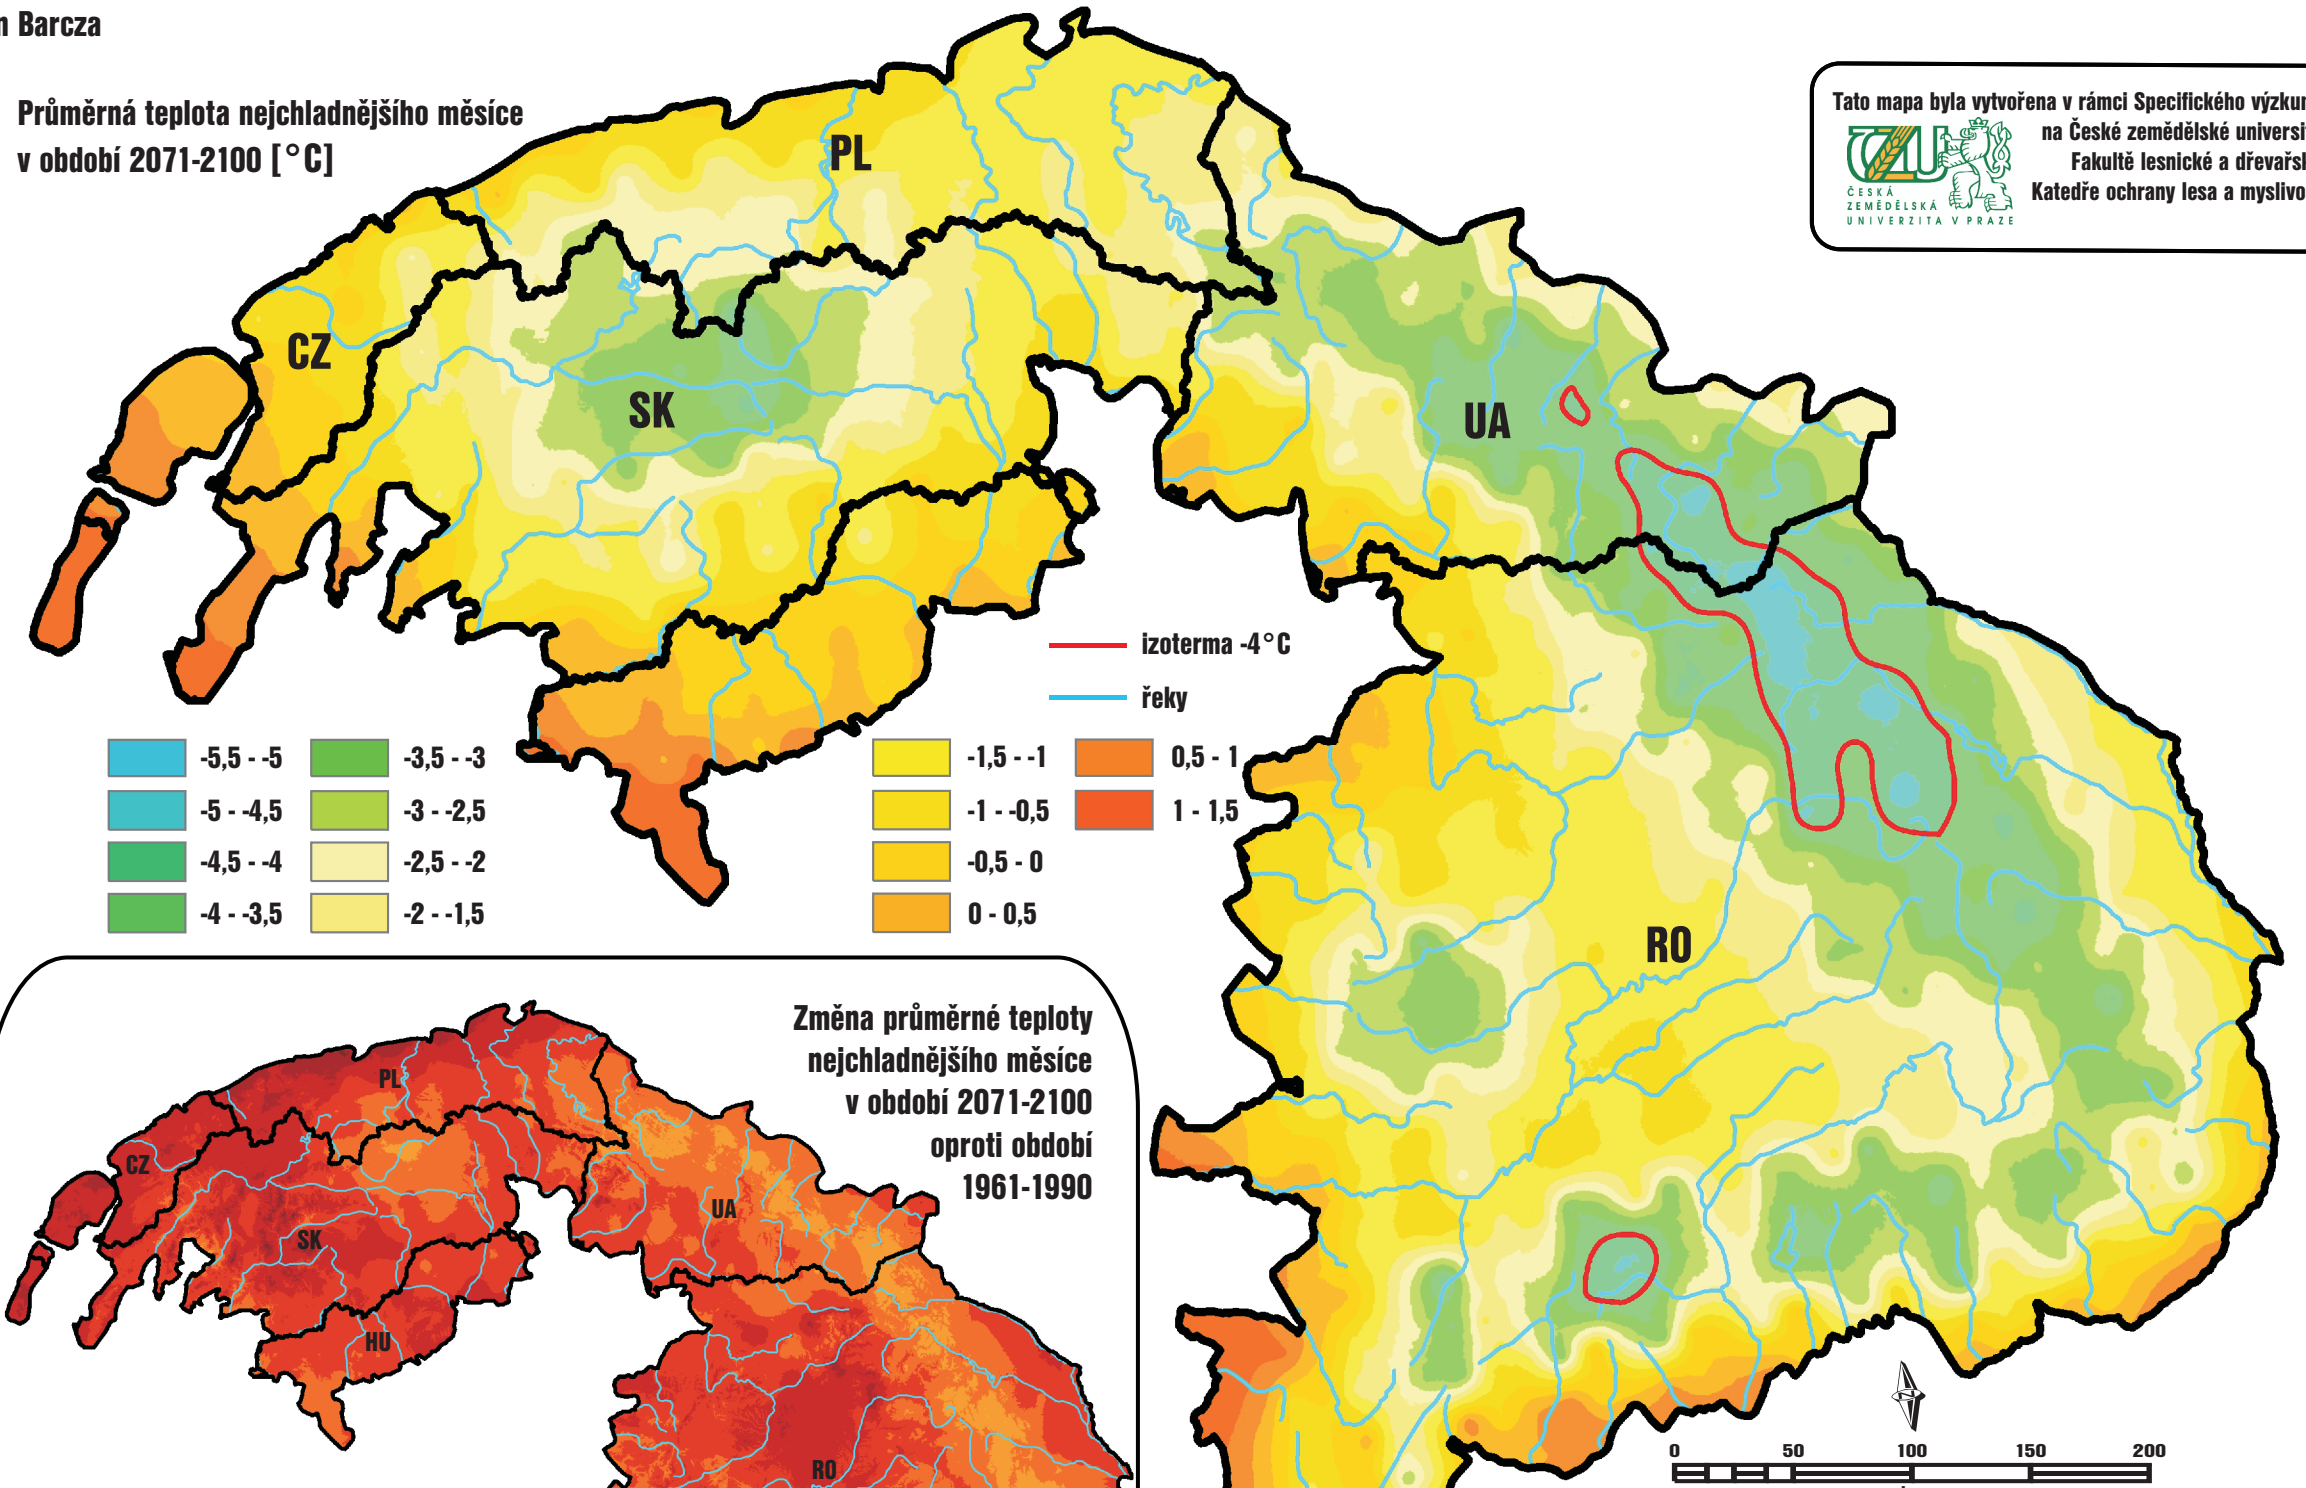 Barcza
Průměrná teplota nejchladnějšího měsíce
v období 2071-2100 [°C]
Tato mapa byla vytvořena v rámci Specifického
na České zemědělské
Fakultě lesnické a
Katedře ochrany lesa a
ČZU
ČESKÁ
ZEMĚDĚLSKÁ
UNIVERZITA V PRAZE
PL
CZ
SK
UA
RO
izoterma -4°C
řeky
-5,5 - -5
-5 - -4,5
-4,5 - -4
-4 - -3,5
-3,5 - -3
-3 - -2,5
-2,5 - -2
-2 - -1,5
-1,5 - -1
-1 - -0,5
-0,5 - 0
0 - 0,5
0,5 - 1
1 - 1,5
Změna průměrné teploty
nejchladnějšího měsíce
v období 2071-2100
oproti období
1961-1990
PL
CZ
SK
UA
HU
RO
N
0 50 100 150 200